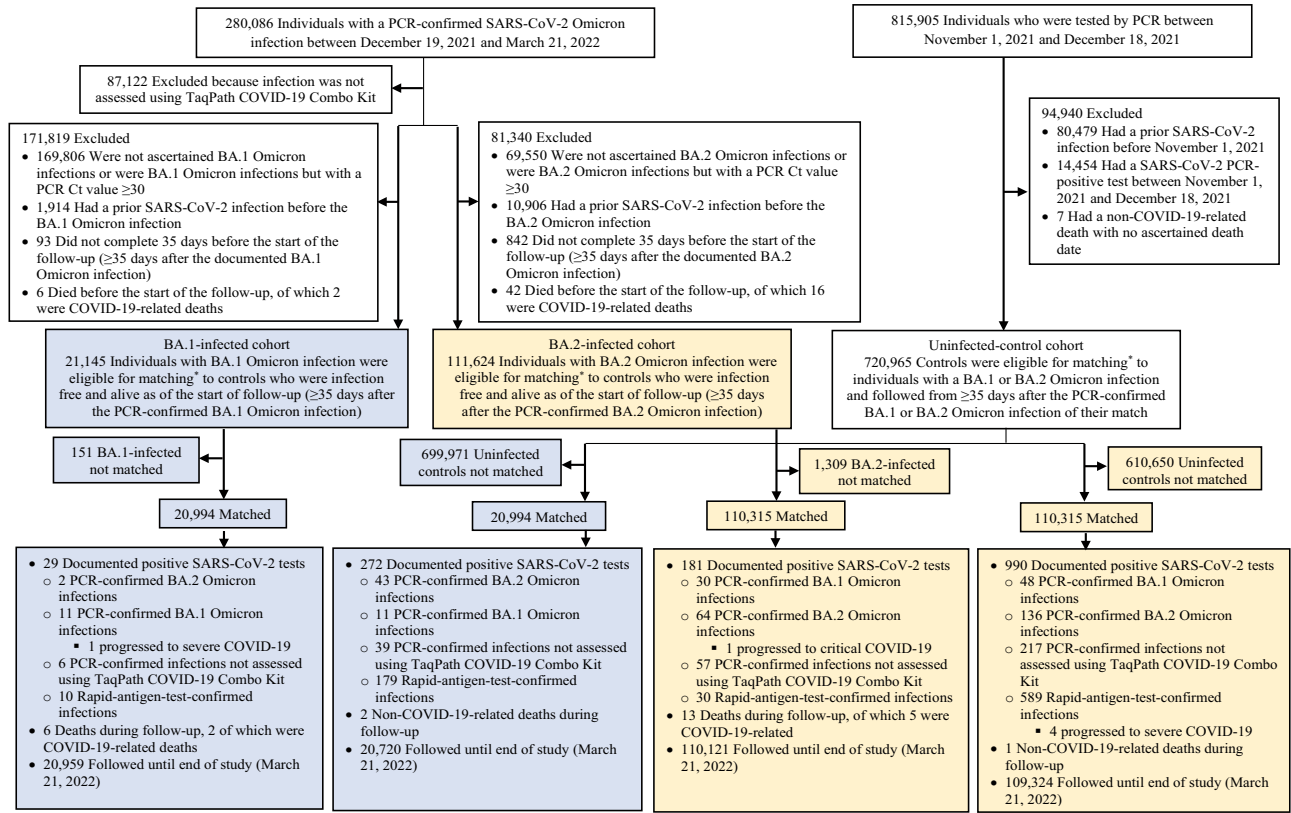 280,086 Individuals with a PCR-confirmed SARS-CoV-2 Omicron
infection between December 19, 2021 and March 21, 2022
815,905 Individuals who were tested by PCR between
November 1, 2021 and December 18, 2021
87,122 Excluded because infection was not
assessed using TaqPath COVID-19 Combo Kit
171,819 Excluded
• 169,806 Were not ascertained BA.1 Omicron
infections or were BA.1 Omicron infections but with a
PCR Ct value ≥30
• 1,914 Had a prior SARS-CoV-2 infection before the
BA.1 Omicron infection
• 93 Did not complete 35 days before the start of the
follow-up (≥35 days after the documented BA.1
Omicron infection)
• 6 Died before the start of the follow-up, of which 2
were COVID-19-related deaths
81,340 Excluded
• 69,550 Were not ascertained BA.2 Omicron infections or
were BA.2 Omicron infections but with a PCR Ct value
≥30
• 10,906 Had a prior SARS-CoV-2 infection before the
BA.2 Omicron infection
• 842 Did not complete 35 days before the start of the
follow-up (≥35 days after the documented BA.2
Omicron infection)
• 42 Died before the start of the follow-up, of which 16
were COVID-19-related deaths
94,940 Excluded
• 80,479 Had a prior SARS-CoV-2
infection before November 1, 2021
• 14,454 Had a SARS-CoV-2 PCR-
positive test between November 1,
2021 and December 18, 2021
• 7 Had a non-COVID-19-related
death with no ascertained death
date
BA.1-infected cohort
21,145 Individuals with BA.1 Omicron infection were
eligible for matching* to controls who were infection
free and alive as of the start of follow-up (≥35 days after
the PCR-confirmed BA.1 Omicron infection)
BA.2-infected cohort
111,624 Individuals with BA.2 Omicron infection were
eligible for matching* to controls who were infection
free and alive as of the start of follow-up (≥35 days
after the PCR-confirmed BA.2 Omicron infection)
Uninfected-control cohort
720,965 Controls were eligible for matching* to
individuals with a BA.1 or BA.2 Omicron infection
and followed from ≥35 days after the PCR-confirmed
BA.1 or BA.2 Omicron infection of their match
151 BA.1-infected
not matched
699,971 Uninfected
controls not matched
1,309 BA.2-infected
not matched
610,650 Uninfected
controls not matched
20,994 Matched
20,994 Matched
110,315 Matched
110,315 Matched
• 29 Documented positive SARS-CoV-2 tests
o 2 PCR-confirmed BA.2 Omicron
infections
o 11 PCR-confirmed BA.1 Omicron
infections
▪ 1 progressed to severe COVID-19
o 6 PCR-confirmed infections not assessed
using TaqPath COVID-19 Combo Kit
o 10 Rapid-antigen-test-confirmed
infections
• 6 Deaths during follow-up, 2 of which were
COVID-19-related deaths
• 20,959 Followed until end of study (March
21, 2022)
• 272 Documented positive SARS-CoV-2 tests
o 43 PCR-confirmed BA.2 Omicron
infections
o 11 PCR-confirmed BA.1 Omicron
infections
o 39 PCR-confirmed infections not assessed
using TaqPath COVID-19 Combo Kit
o 179 Rapid-antigen-test-confirmed
infections
• 2 Non-COVID-19-related deaths during
follow-up
• 20,720 Followed until end of study (March
21, 2022)
• 181 Documented positive SARS-CoV-2 tests
o 30 PCR-confirmed BA.1 Omicron
infections
o 64 PCR-confirmed BA.2 Omicron
infections
▪ 1 progressed to critical COVID-19
o 57 PCR-confirmed infections not assessed
using TaqPath COVID-19 Combo Kit
o 30 Rapid-antigen-test-confirmed infections
• 13 Deaths during follow-up, of which 5 were
COVID-19-related
• 110,121 Followed until end of study (March
21, 2022)
• 990 Documented positive SARS-CoV-2 tests
o 48 PCR-confirmed BA.1 Omicron
infections
o 136 PCR-confirmed BA.2 Omicron
infections
o 217 PCR-confirmed infections not
assessed using TaqPath COVID-19 Combo
Kit
o 589 Rapid-antigen-test-confirmed
infections
▪ 4 progressed to severe COVID-19
• 1 Non-COVID-19-related deaths during
follow-up
• 109,324 Followed until end of study (March
21, 2022)